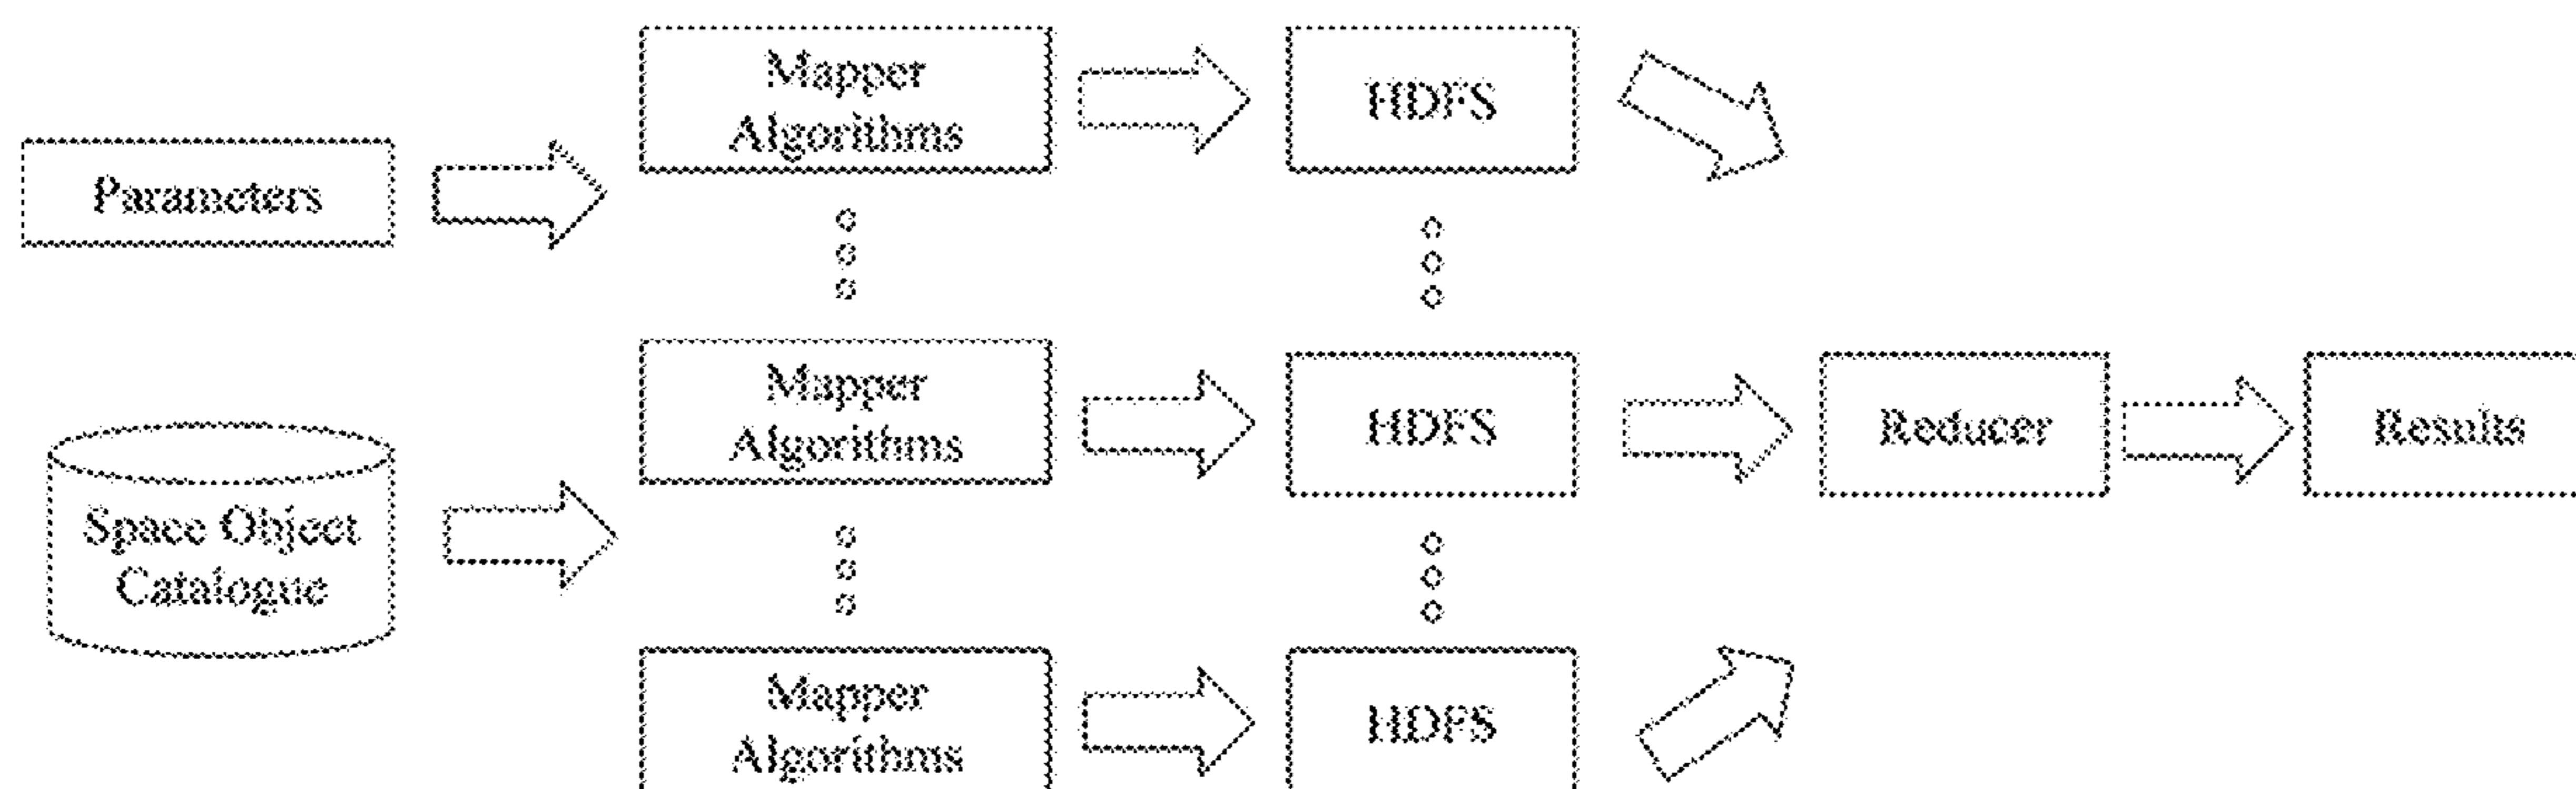 Parameters
Space Object
Catalogue
Mapper
Algorithms
Mapper
Algorithms
Mapper
Algorithms
HDFS
HDFS
HDFS
Reducer
Results